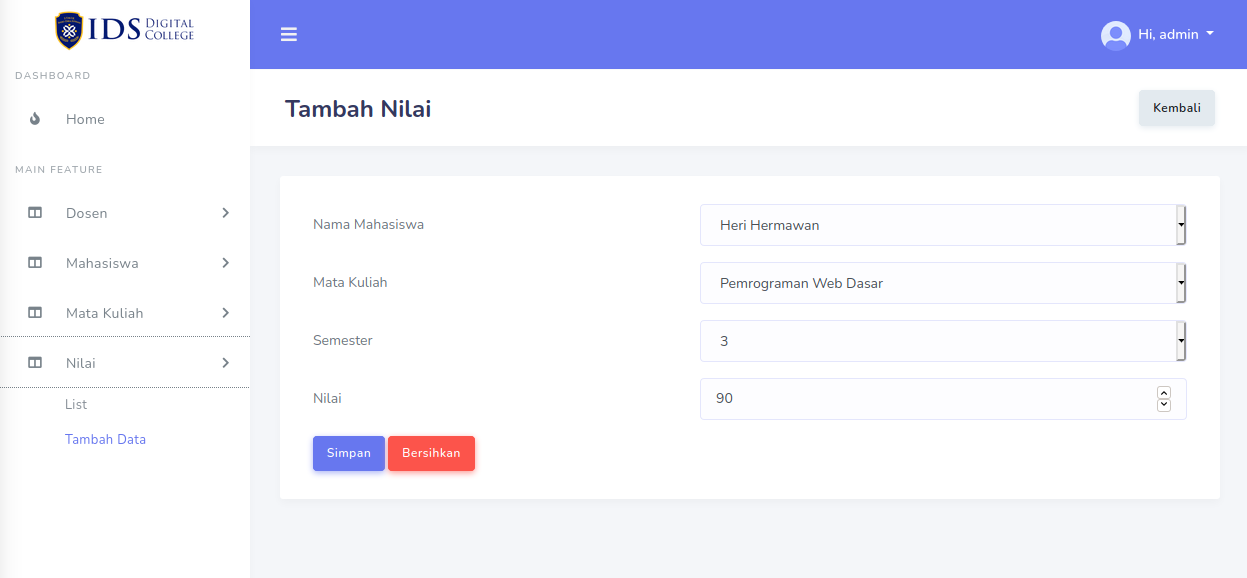 IDS DIGITAL COLLEGE
DASHBOARD
Home
MAIN FEATURE
Dosen
Mahasiswa
Mata Kuliah
Nilai
List
Tambah Data
Hi, admin
Tambah Nilai
Kembali
Nama Mahasiswa
Heri Hermawan
Mata Kuliah
Pemrograman Web Dasar
Semester
3
Nilai
90
Simpan
Bersihkan